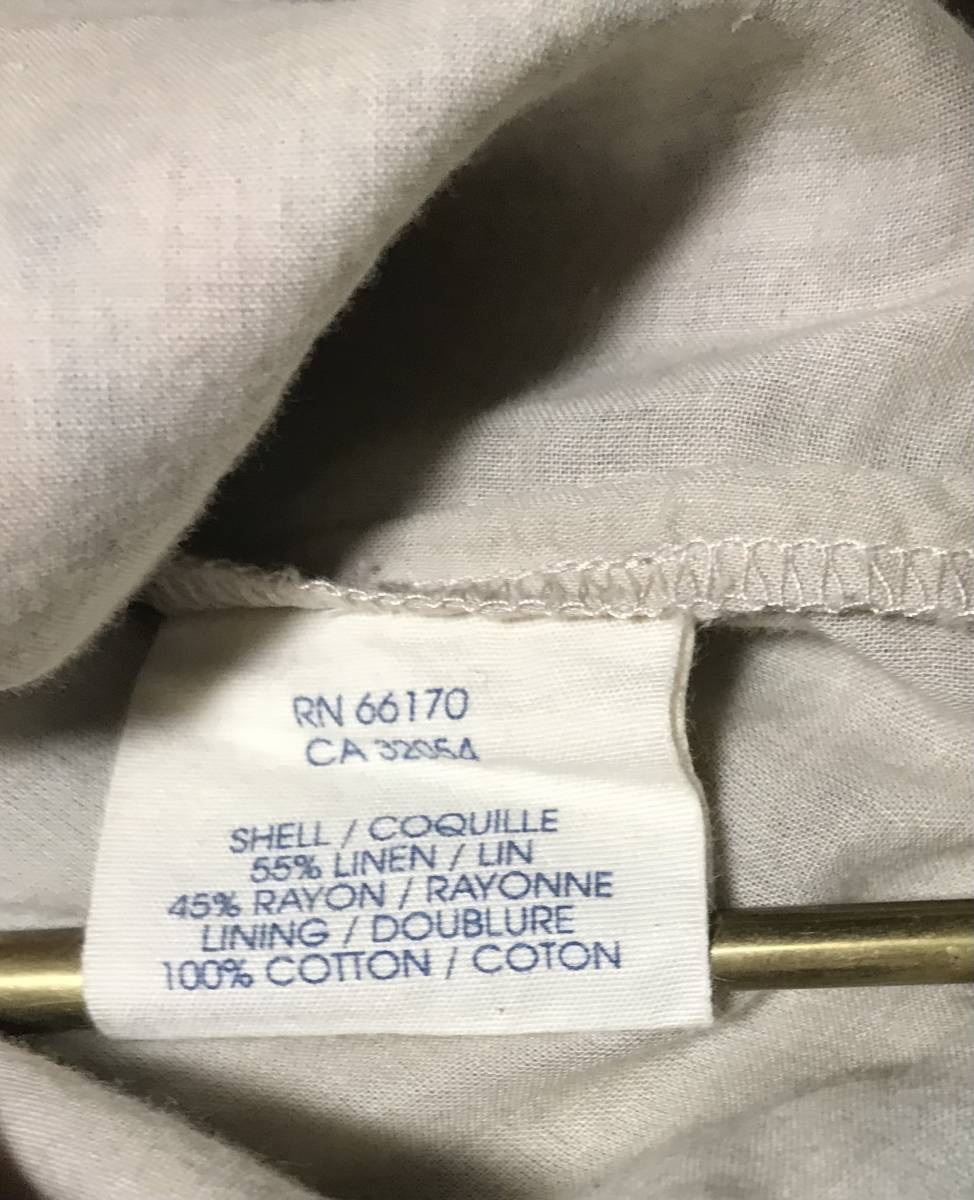 RN 66170
CA 32054
SHELL / COQUILLE
55% LINEN / LIN
45% RAYON / RAYONNE
LINING / DOUBLURE
100% COTTON / COTON